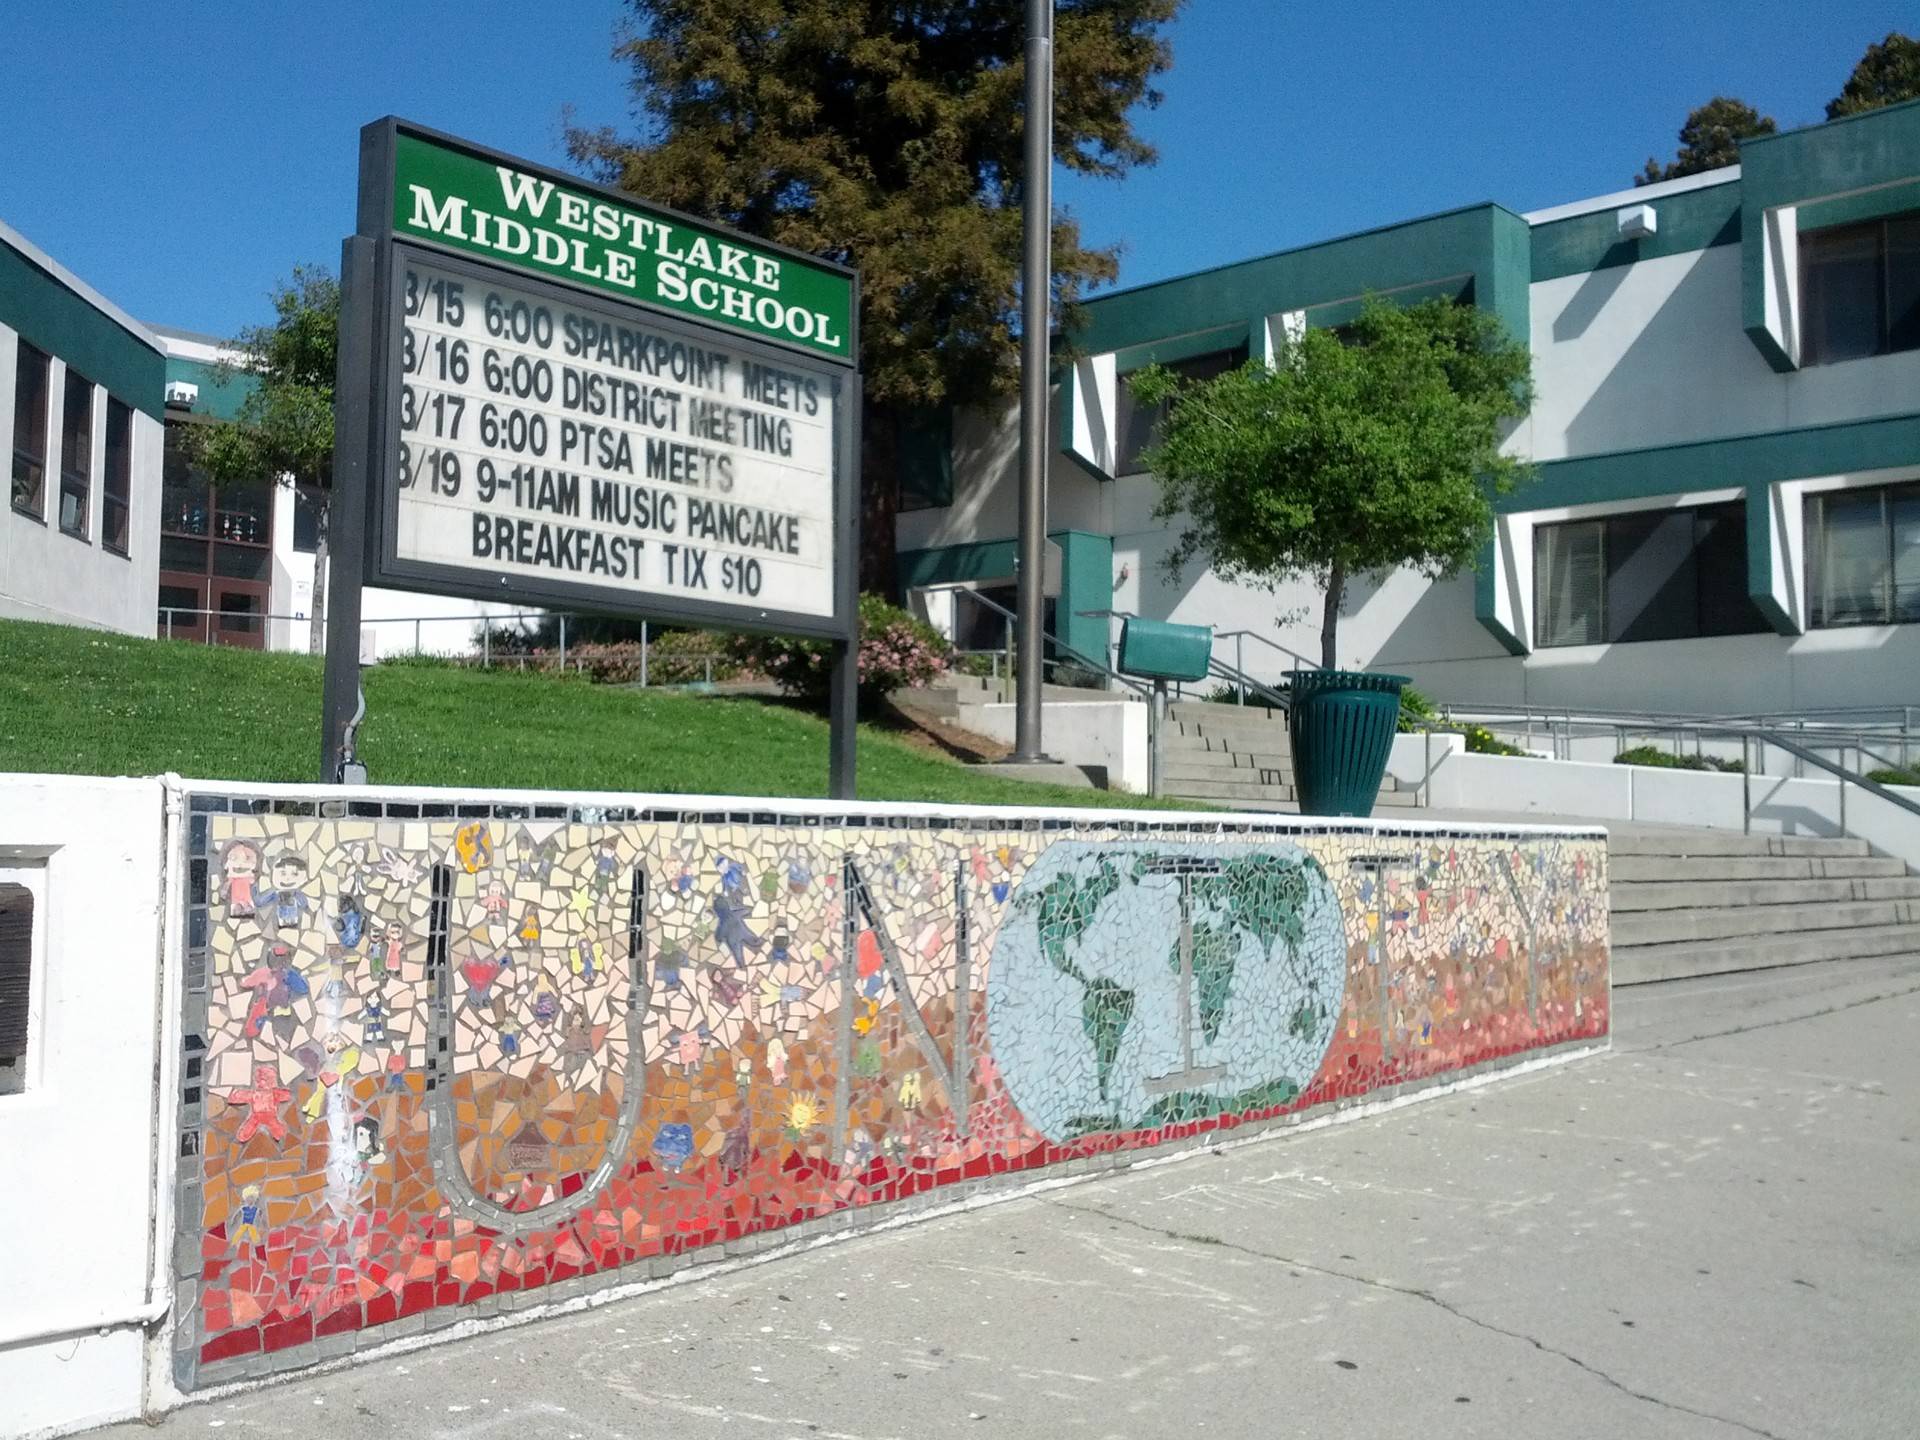 WESTLAKE
MIDDLE SCHOOL
3/15 6:00 SPARKPOINT MEETS
3/16 6:00 DISTRICT MEETING
3/17 6:00 PTSA MEETS
3/19 9-11AM MUSIC PANCAKE
BREAKFAST TIX $10
UNITY